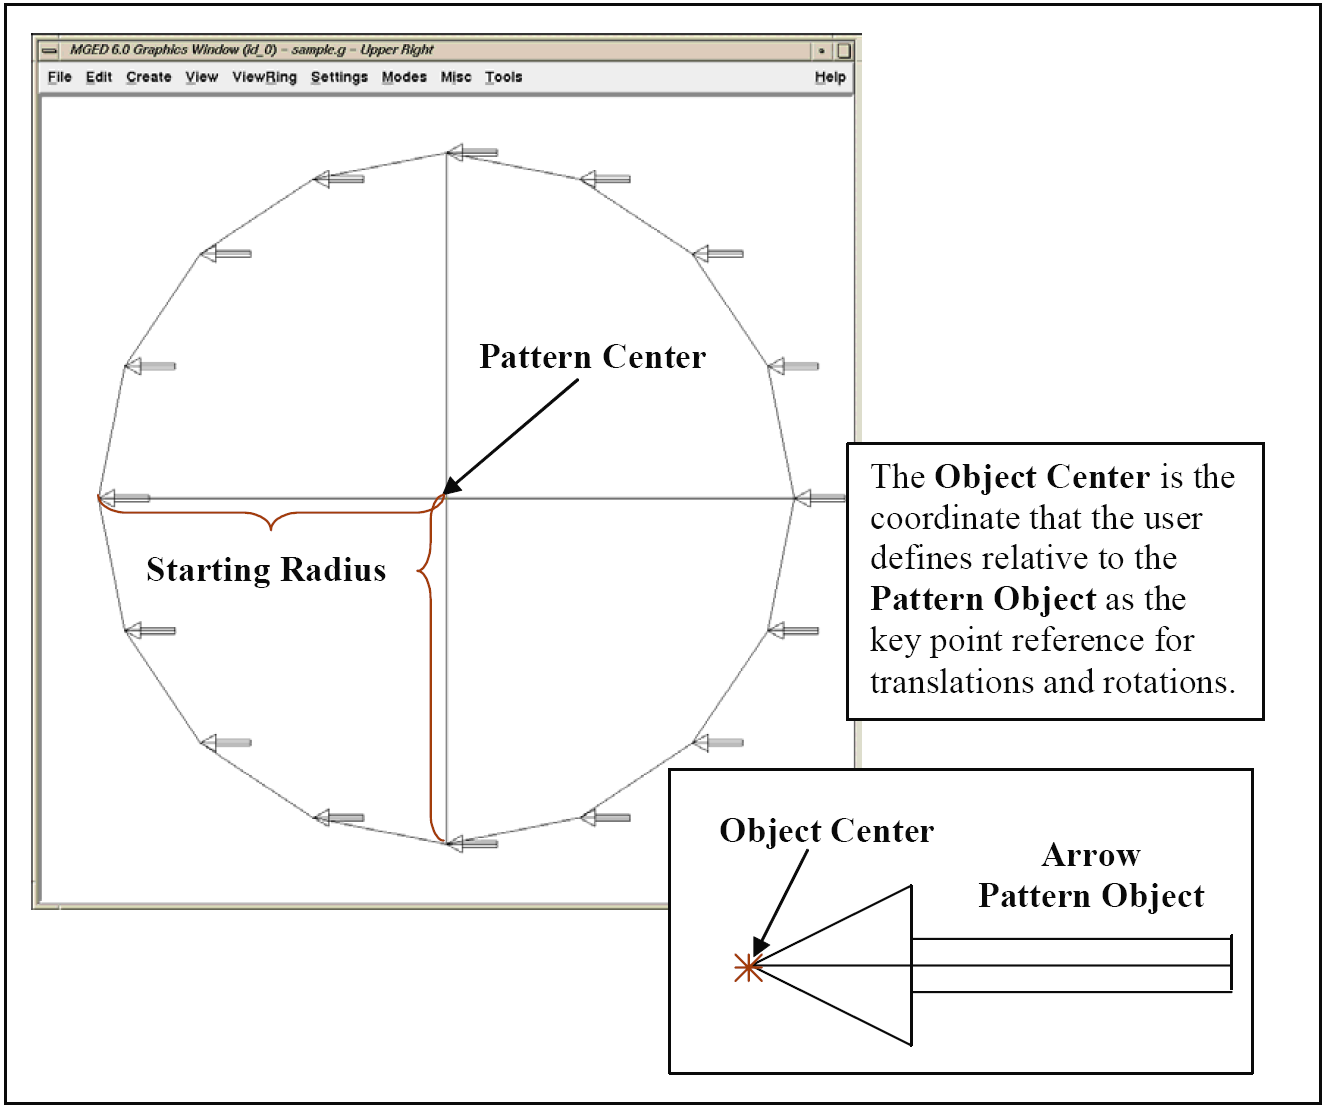 MGED 6.0 Graphics Window (id_0) - sample.g - Upper Right
File Edit Create View ViewRing Settings Modes Misc Tools Help
Pattern Center
Starting Radius
The Object Center is the
coordinate that the user
defines relative to the
Pattern Object as the
key point reference for
translations and rotations.
Object Center
Arrow
Pattern Object